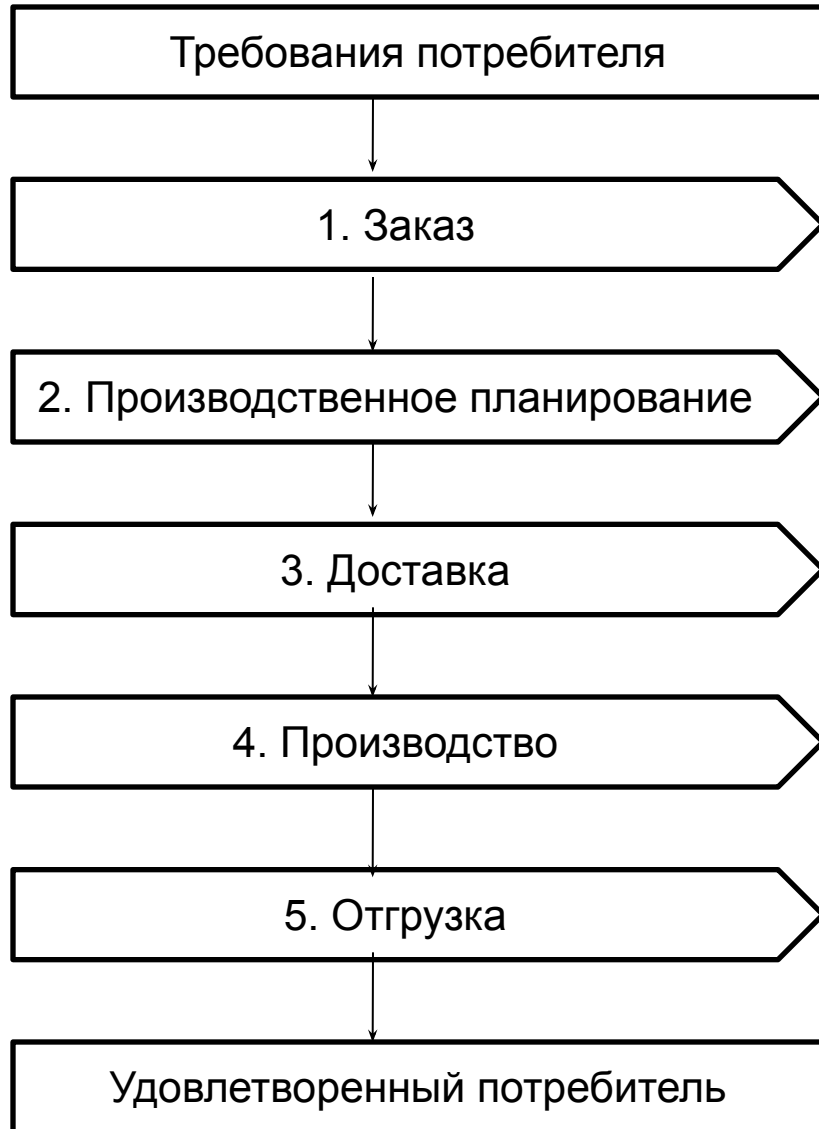 Требования потребителя
1. Заказ
2. Производственное планирование
3. Доставка
4. Производство
5. Отгрузка
Удовлетворенный потребитель